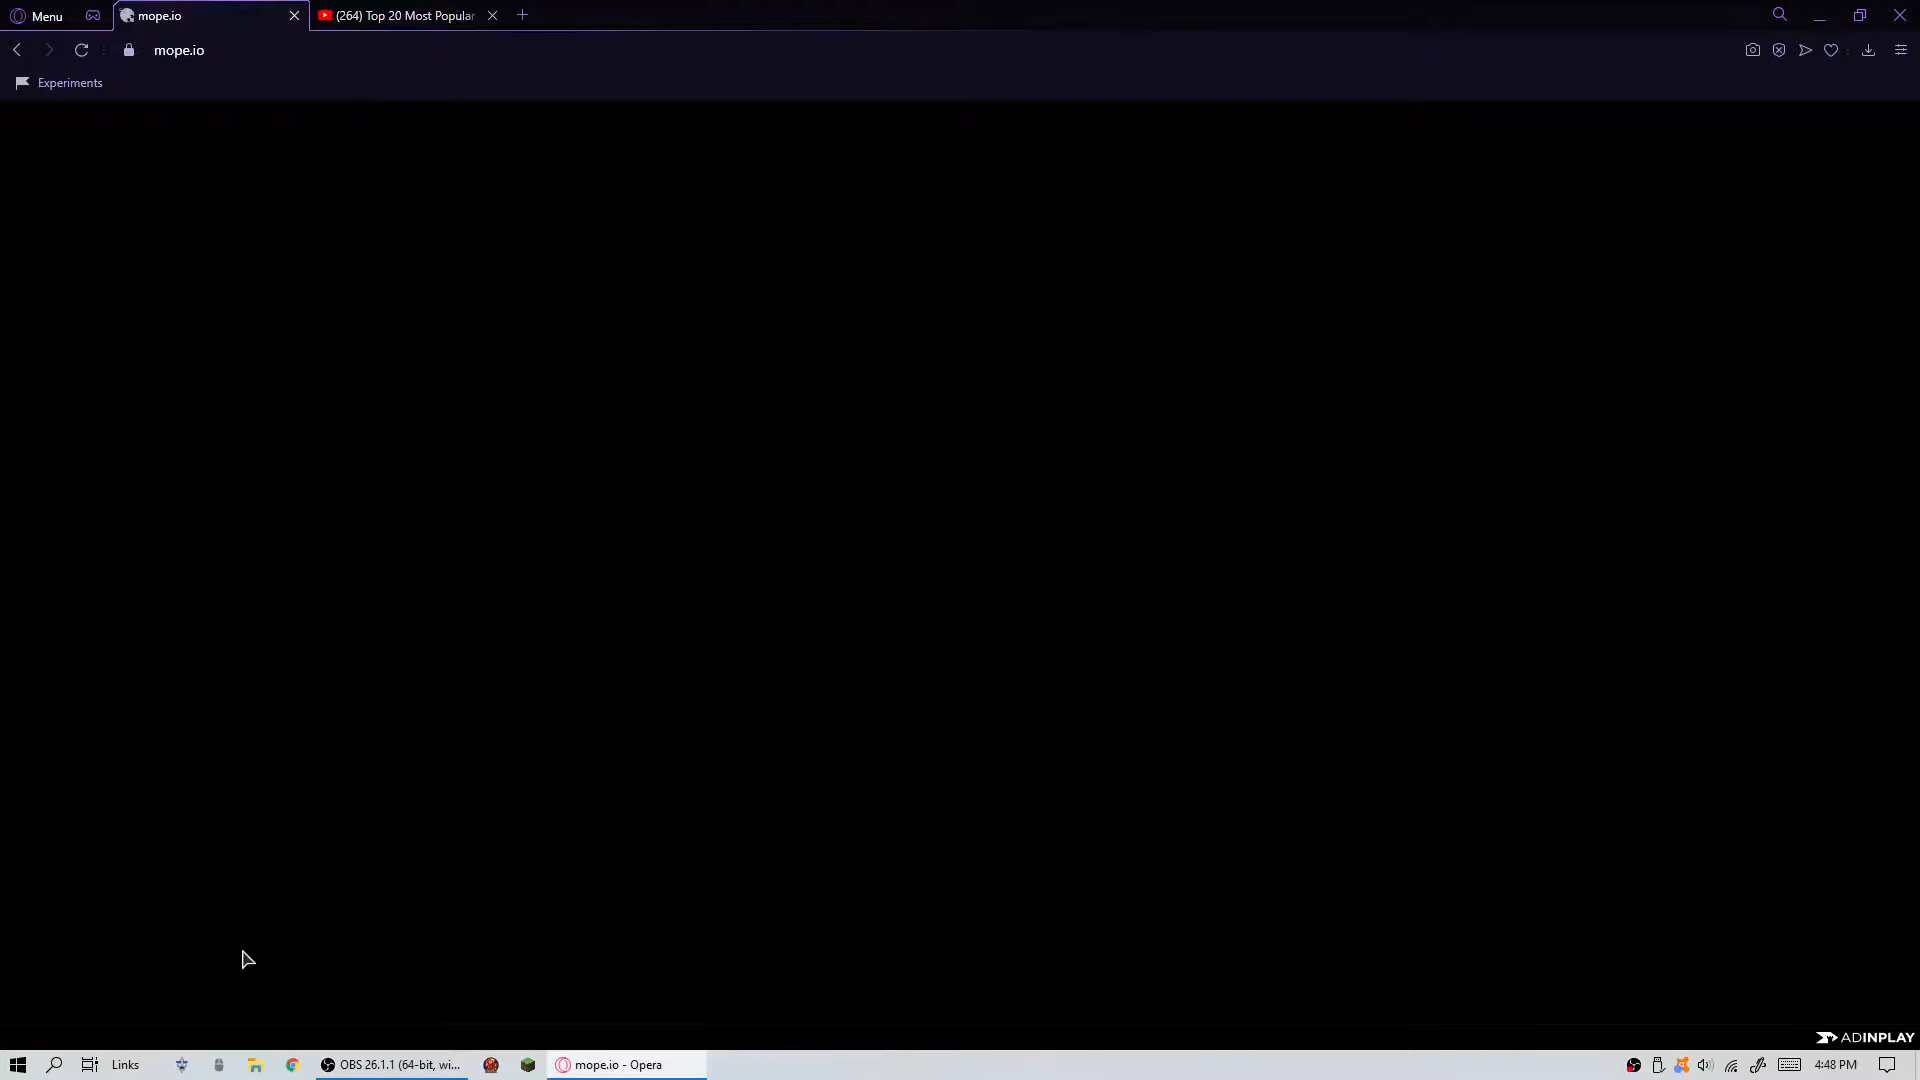 Menu
mope.io
(264) Top 20 Most Popular
mope.io
Experiments
ADINPLAY
Links
OBS 26.1.1 (64-bit, wi...
mope.io - Opera
4:48 PM